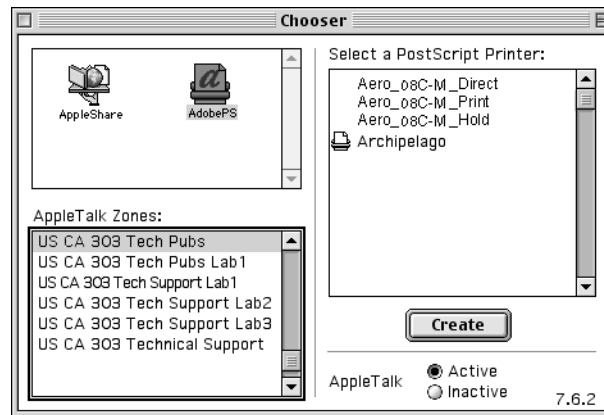 Chooser
AppleShare
AdobePS
AppleTalk Zones:
US CA 303 Tech Pubs
US CA 303 Tech Pubs Lab1
US CA 303 Tech Support Lab1
US CA 303 Tech Support Lab2
US CA 303 Tech Support Lab3
US CA 303 Technical Support
Select a PostScript Printer:
Aero_08C-M_Direct
Aero_08C-M_Print
Aero_08C-M_Hold
Archipelago
Create
AppleTalk
Active
Inactive
7.6.2